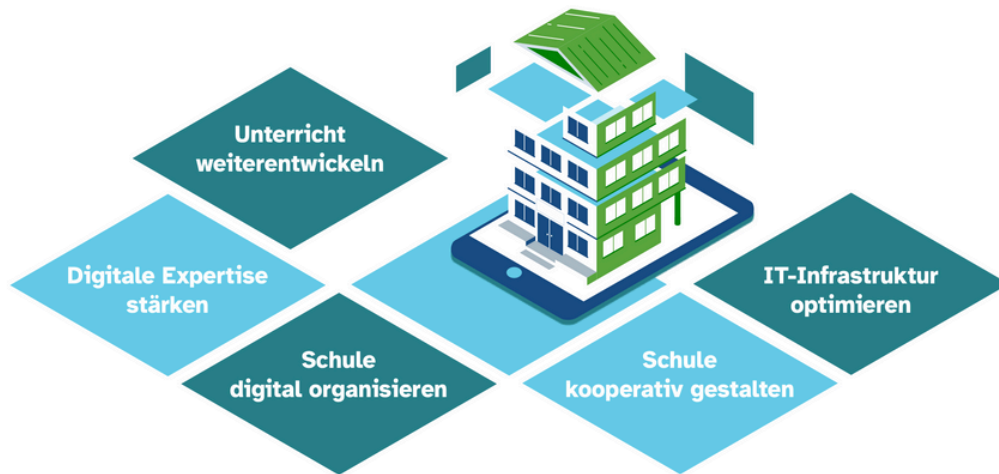 Unterricht
weiterentwickeln
Digitale Expertise
stärken
Schule
digital organisieren
Schule
kooperativ gestalten
IT-Infrastruktur
optimieren